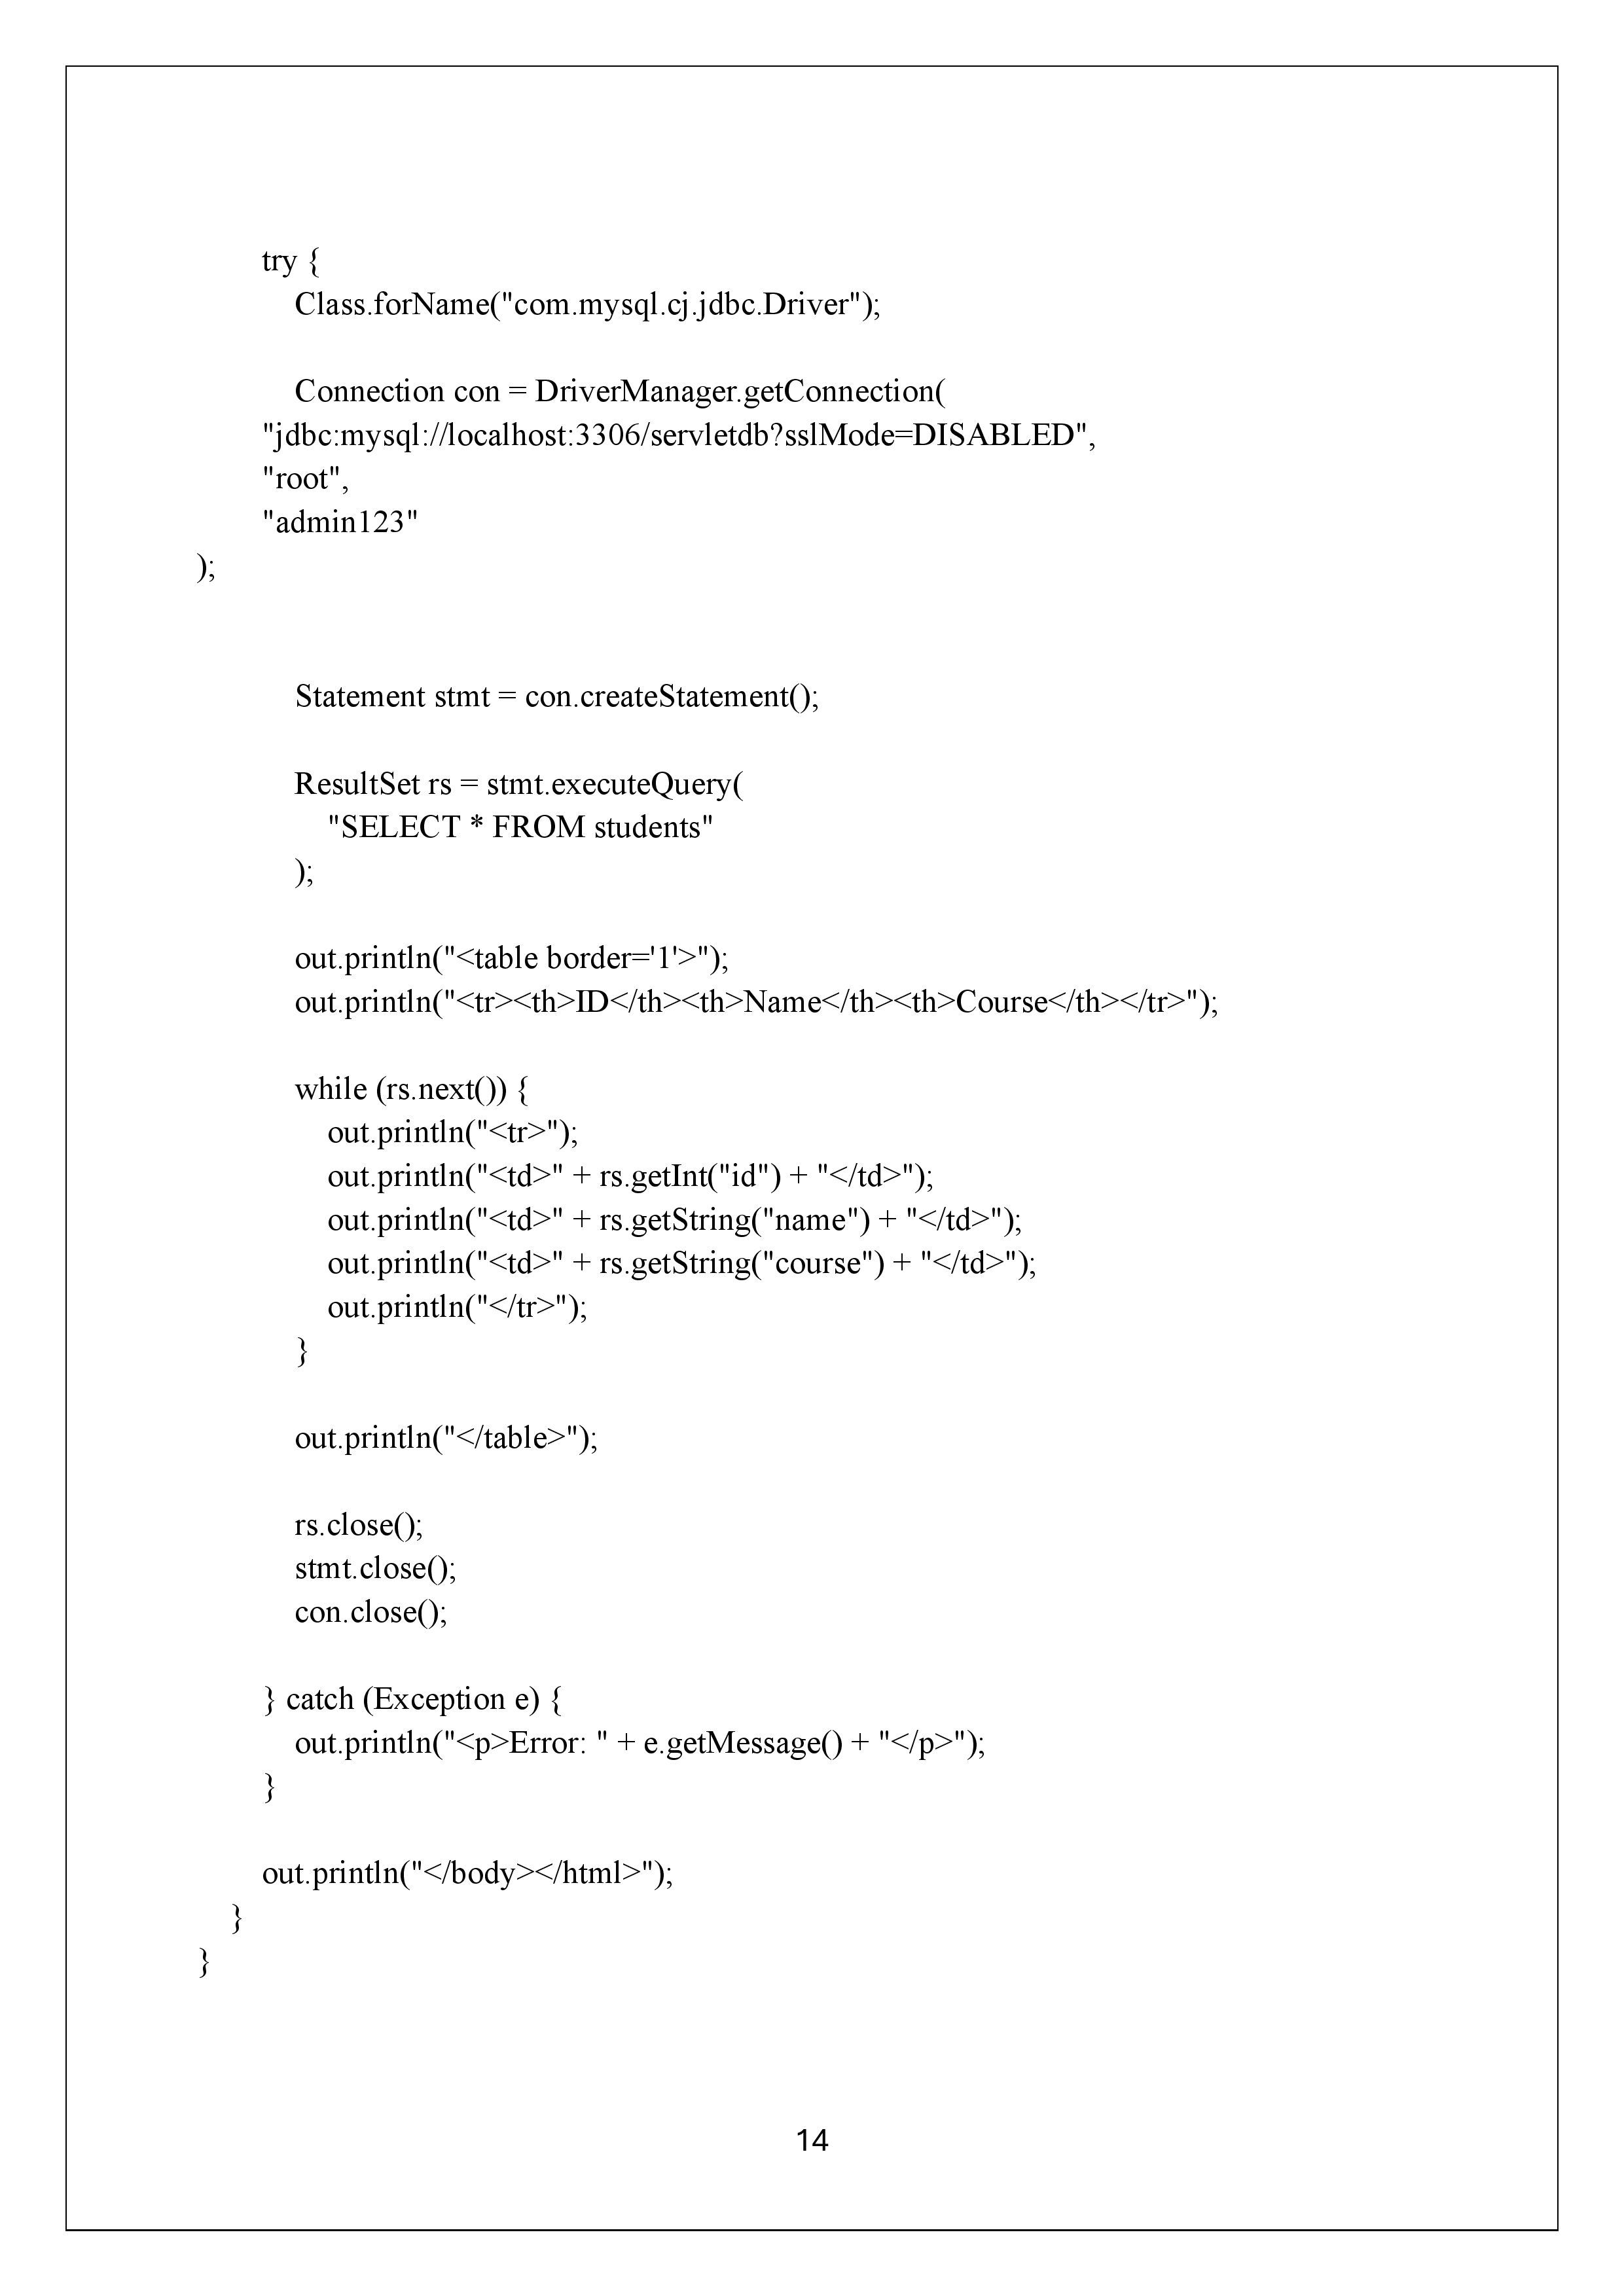 try {
Class.forName("com.mysql.cj.jdbc.Driver");
Connection con = DriverManager.getConnection(
"jdbc:mysql://localhost:3306/servletdb?sslMode=DISABLED",
"root",
"admin123"
);
Statement stmt = con.createStatement();
ResultSet rs = stmt.executeQuery(
"SELECT * FROM students"
);
out.println("<table border='1'>");
out.println("<tr><th>ID</th><th>Name</th><th>Course</th></tr>");
while (rs.next()) {
out.println("<tr>");
out.println("<td>" + rs.getInt("id") + "</td>");
out.println("<td>" + rs.getString("name") + "</td>");
out.println("<td>" + rs.getString("course") + "</td>");
out.println("</tr>");
}
out.println("</table>");
rs.close();
stmt.close();
con.close();
} catch (Exception e) {
out.println("<p>Error: " + e.getMessage() + "</p>");
}
out.println("</body></html>");
}
}
14